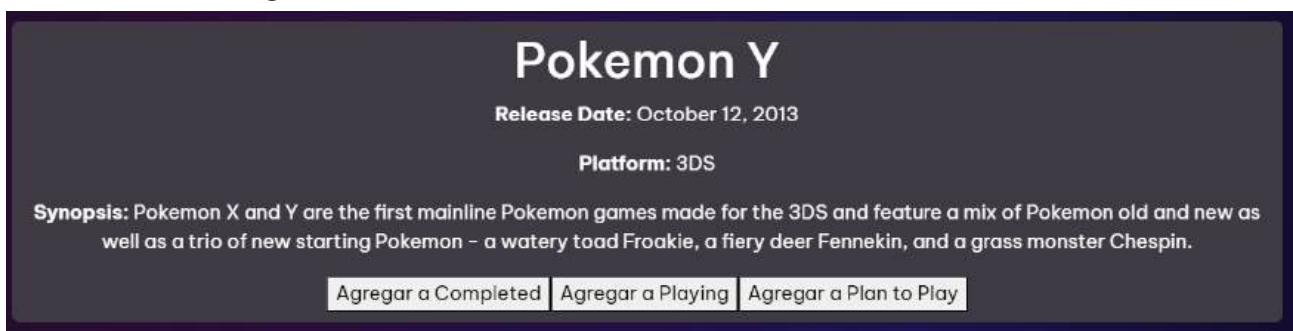 Pokemon Y
Release Date: October 12, 2013
Platform: 3DS
Synopsis: Pokemon X and Y are the first mainline Pokemon games made for the 3DS and feature a mix of Pokemon old and new as
well as a trio of new starting Pokemon - a watery toad Froakie, a fiery deer Fennekin, and a grass monster Chespin.
Agregar a Completed Agregar a Playing Agregar a Plan to Play